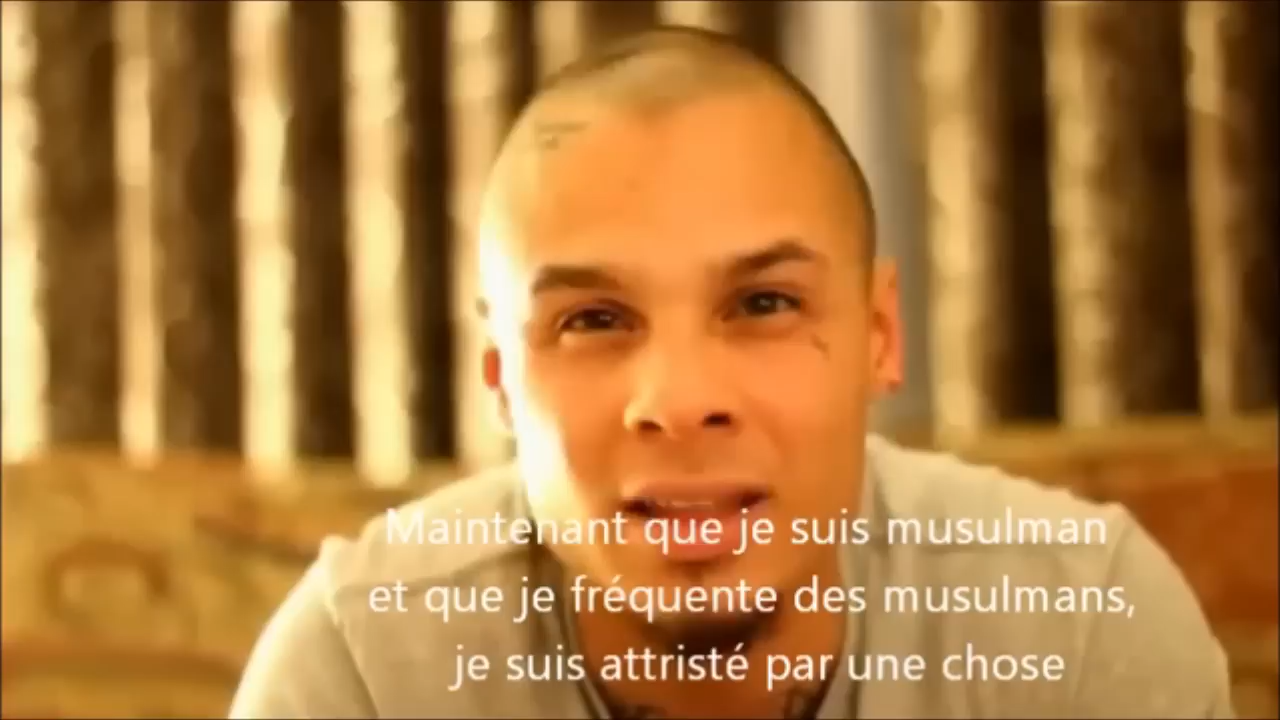 Maintenant que je suis musulman
et que je fréquente des musulmans,
je suis attristé par une chose